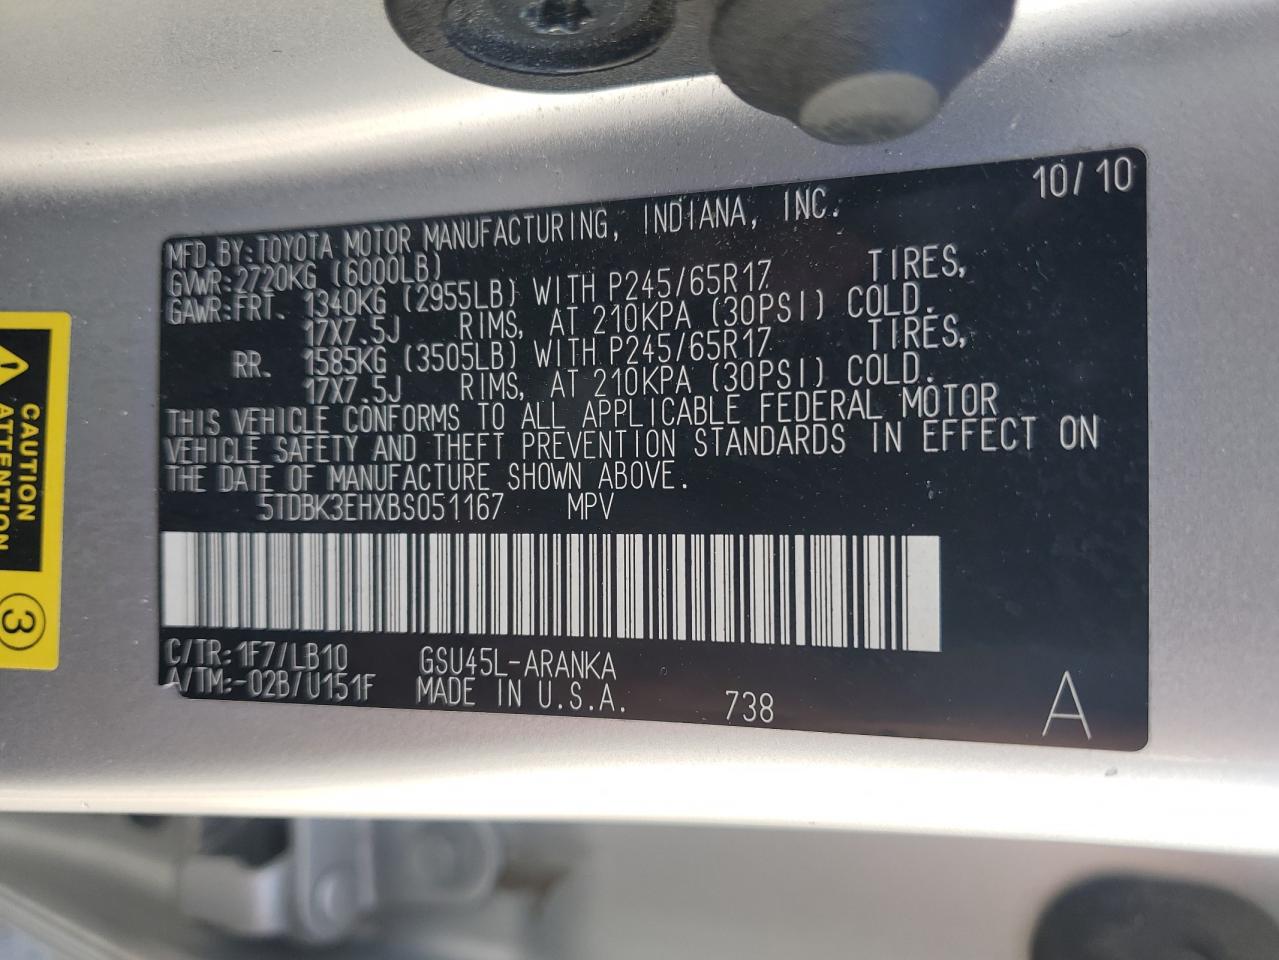 10/10
MFD.BY:TOYOTA MOTOR MANUFACTURING, INDIANA, INC.
GVWR:2720KG (6000LB)
GAWR:FRT. 1340KG (2955LB) WITH P245/65R17 TIRES,
17X7.5J RIMS, AT 210KPA (30PSI) COLD.
RR. 1585KG (3505LB) WITH P245/65R17 TIRES,
17X7.5J RIMS, AT 210KPA (30PSI) COLD.
THIS VEHICLE CONFORMS TO ALL APPLICABLE FEDERAL MOTOR
VEHICLE SAFETY AND THEFT PREVENTION STANDARDS IN EFFECT ON
THE DATE OF MANUFACTURE SHOWN ABOVE.
5TDBK3EHXBS051167 MPV
C/TR:1F7/LB10 GSU45L-ARANKA
A/TM:-02B/U151F MADE IN U.S.A. 738 A
CAUTION
ATTENTION
3